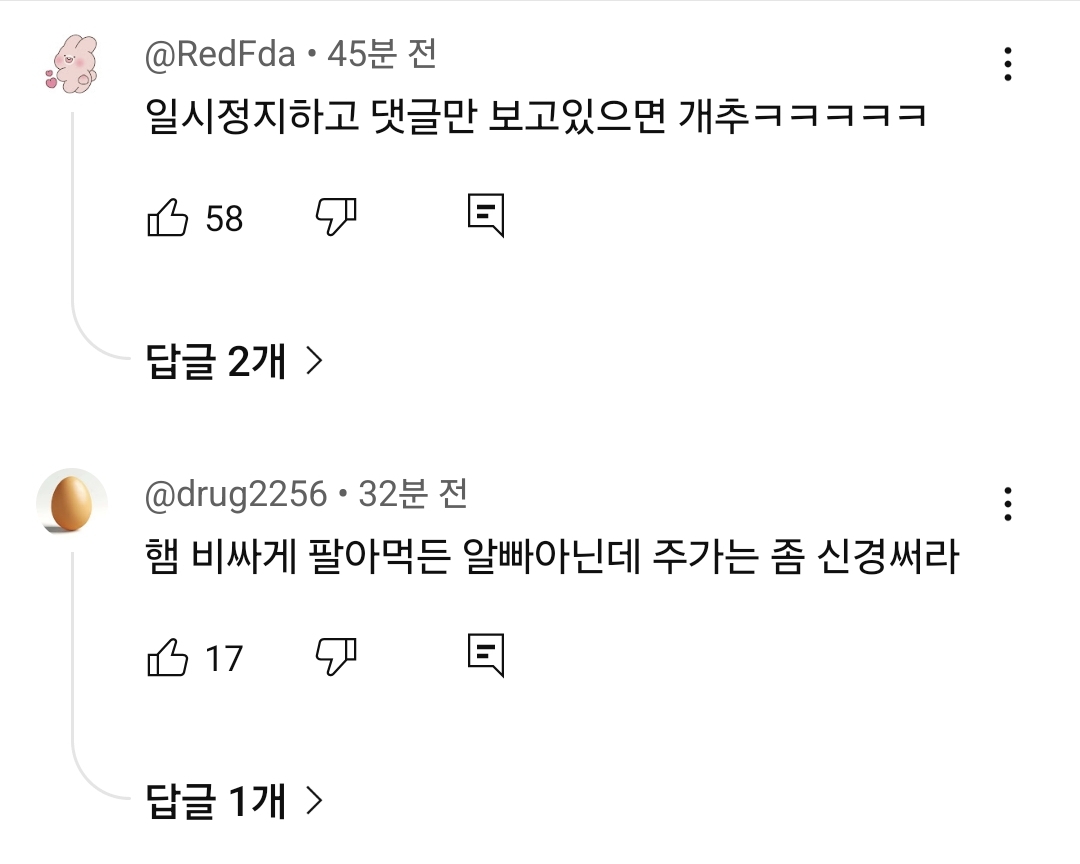 @RedFda • 45분 전
일시정지하고 댓글만 보고있으면 개추ㅋㅋㅋㅋㅋ
58
답글 2개
@drug2256 • 32분 전
햄 비싸게 팔아먹든 알빠아닌데 주가는 좀 신경써라
17
답글 1개